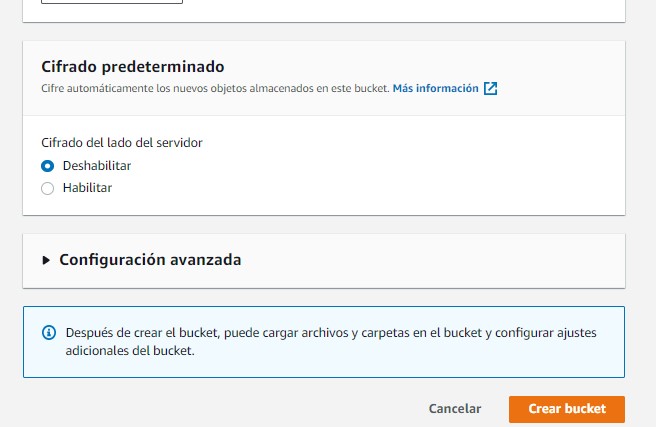 Cifrado predeterminado
Cifre automáticamente los nuevos objetos almacenados en este bucket. Más información
Cifrado del lado del servidor
Deshabilitar
Habilitar
Configuración avanzada
Después de crear el bucket, puede cargar archivos y carpetas en el bucket y configurar ajustes
adicionales del bucket.
Cancelar Crear bucket